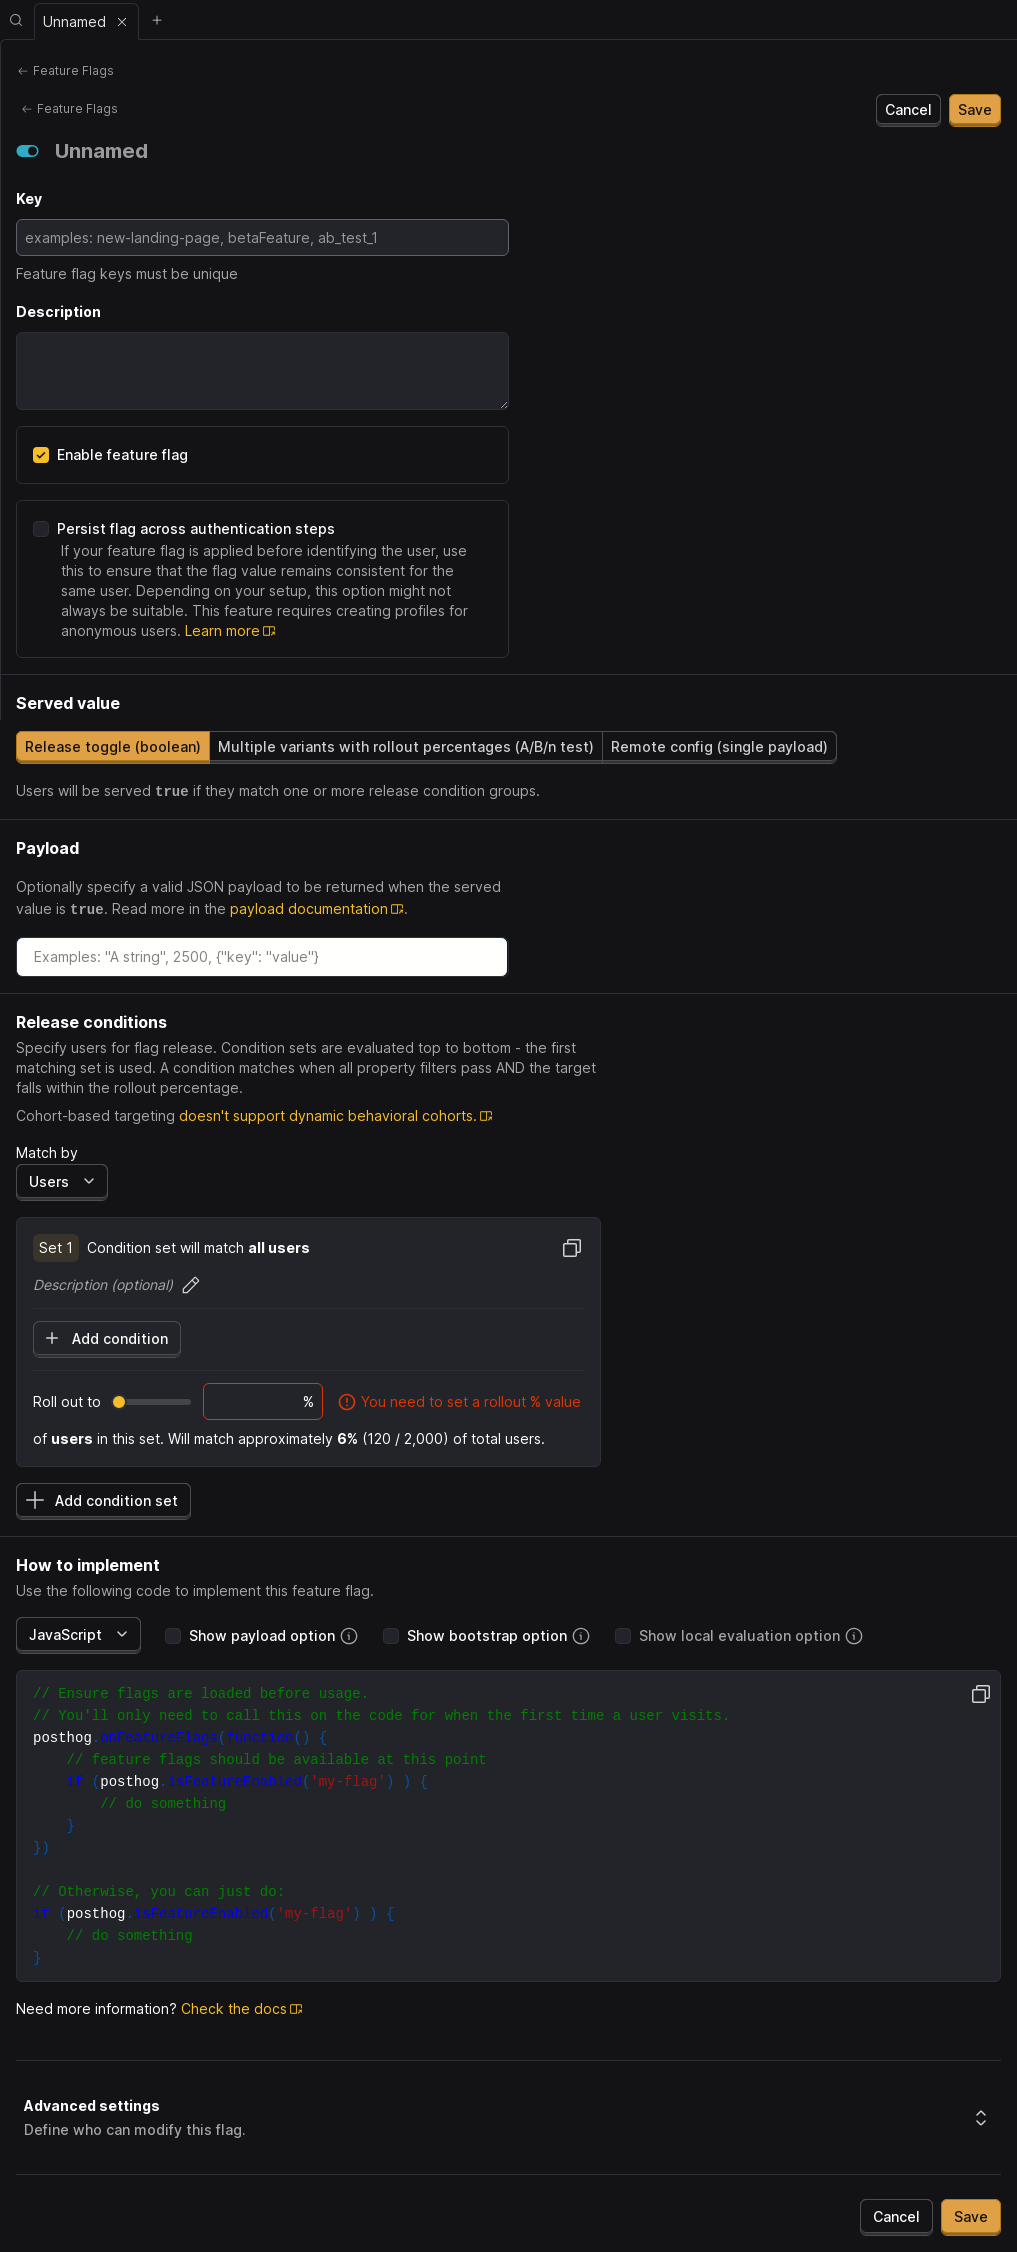 Unnamed
Feature Flags
Feature Flags
Cancel
Save
Unnamed
Key
examples: new-landing-page, betaFeature, ab_test_1
Feature flag keys must be unique
Description
Enable feature flag
Persist flag across authentication steps
If your feature flag is applied before identifying the user, use
this to ensure that the flag value remains consistent for the
same user. Depending on your setup, this option might not
always be suitable. This feature requires creating profiles for
anonymous users. Learn more
Served value
Release toggle (boolean)
Multiple variants with rollout percentages (A/B/n test)
Remote config (single payload)
Users will be served true if they match one or more release condition groups.
Payload
Optionally specify a valid JSON payload to be returned when the served
value is true. Read more in the payload documentation.
Examples: "A string", 2500, {"key": "value"}
Release conditions
Specify users for flag release. Condition sets are evaluated top to bottom - the first
matching set is used. A condition matches when all property filters pass AND the target
falls within the rollout percentage.
Cohort-based targeting doesn't support dynamic behavioral cohorts.
Match by
Users
Set 1 Condition set will match all users
Description (optional)
Add condition
Roll out to % You need to set a rollout % value
of users in this set. Will match approximately 6% (120 / 2,000) of total users.
Add condition set
How to implement
Use the following code to implement this feature flag.
JavaScript
Show payload option
Show bootstrap option
Show local evaluation option
// Ensure flags are loaded before usage.
// You'll only need to call this on the code for when the first time a user visits.
posthog.onFeatureFlags(function() {
    // feature flags should be available at this point
    if (posthog.isFeatureEnabled('my-flag') ) {
        // do something
    }
})
// Otherwise, you can just do:
if (posthog.isFeatureEnabled('my-flag') ) {
    // do something
}
Need more information? Check the docs
Advanced settings
Define who can modify this flag.
Cancel
Save